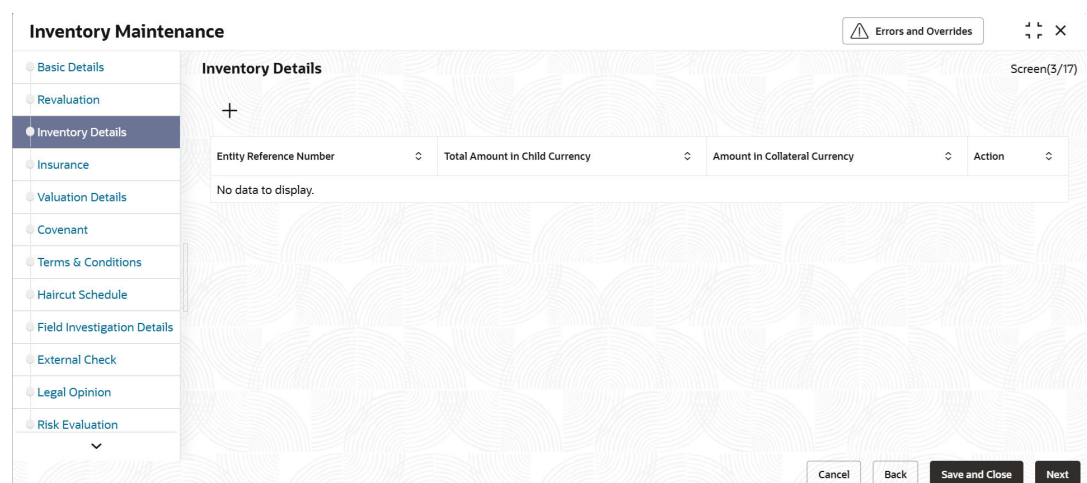 Inventory Maintenance
Errors and Overrides
Basic Details
Revaluation
Inventory Details
Insurance
Valuation Details
Covenant
Terms & Conditions
Haircut Schedule
Field Investigation Details
External Check
Legal Opinion
Risk Evaluation
Inventory Details
Screen(3/17)
Entity Reference Number Total Amount in Child Currency Amount in Collateral Currency Action
No data to display.
Cancel Back Save and Close Next